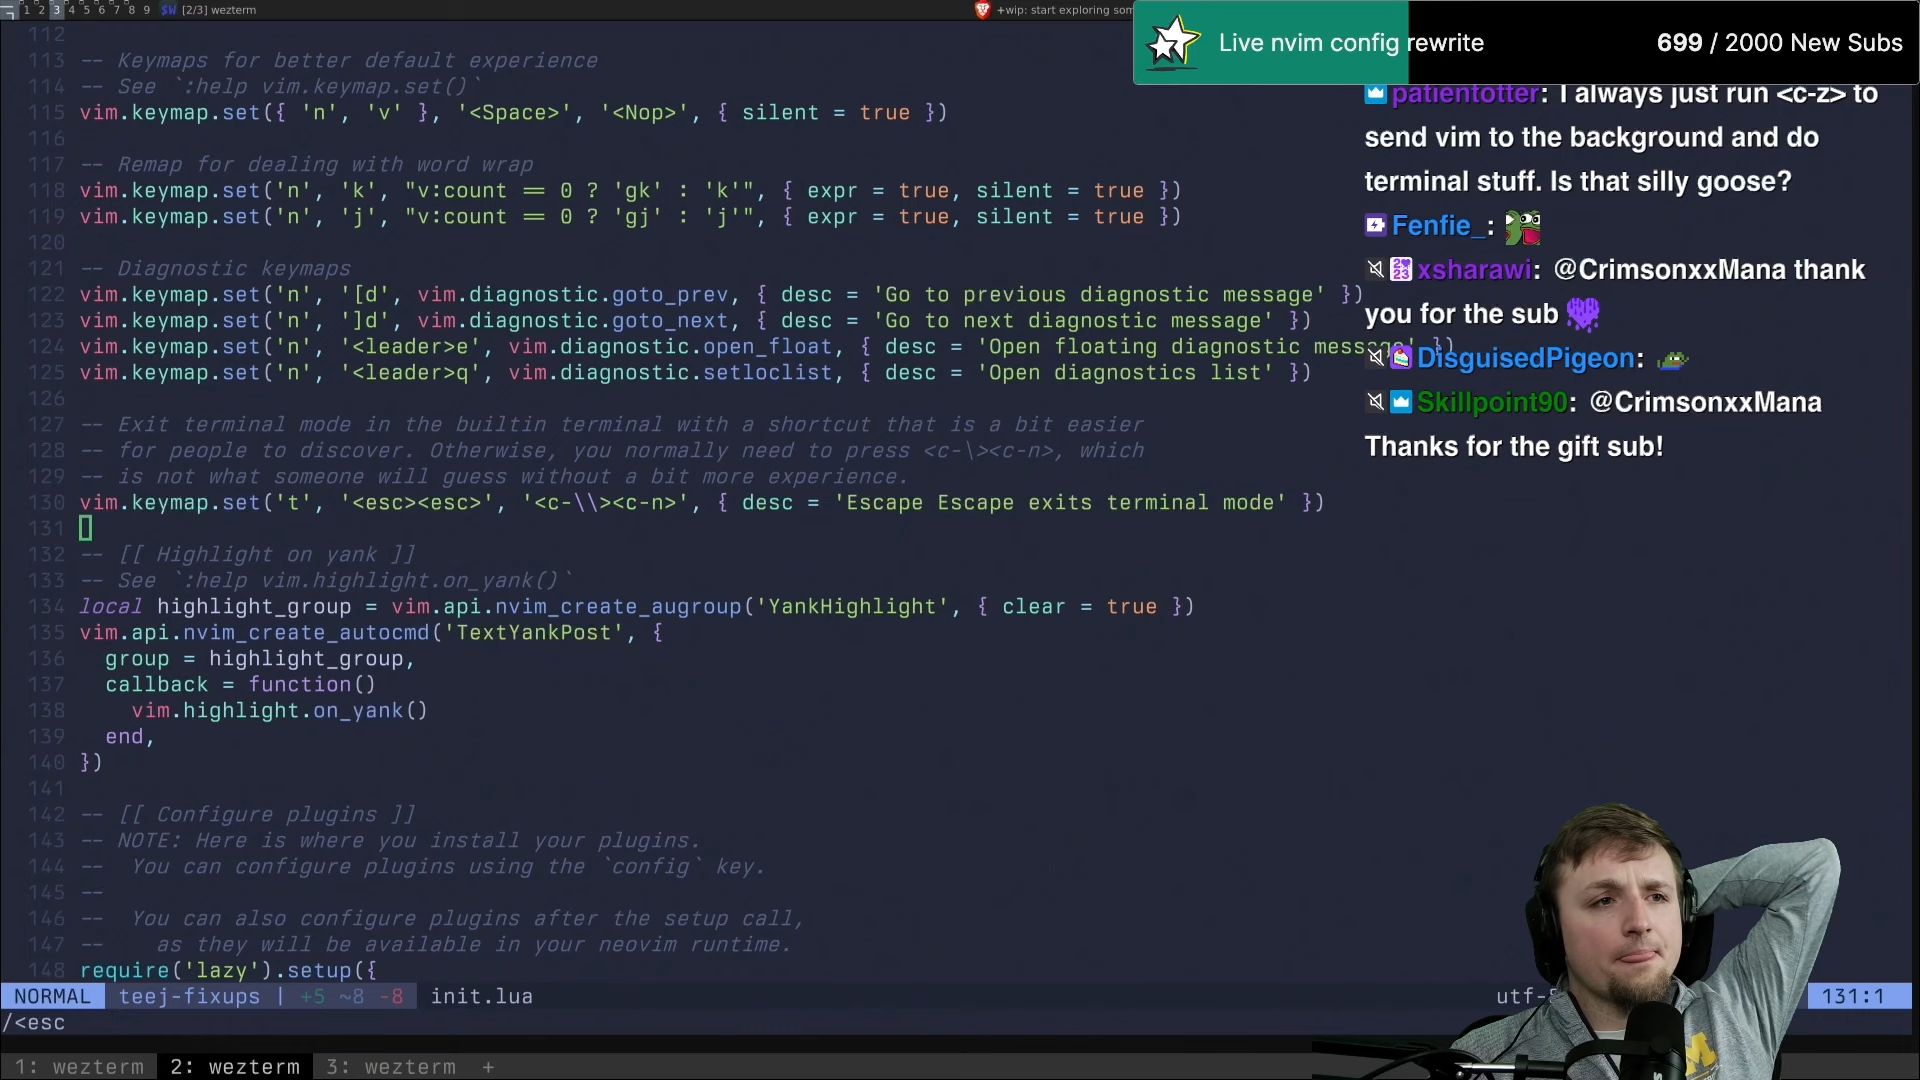 1 2 3 4 5 6 7 8 9 $W [2/3] wezterm
+wip: start exploring som
Live nvim config rewrite
699 / 2000 New Subs
112
113 -- Keymaps for better default experience
114 -- See `:help vim.keymap.set()`
115 vim.keymap.set({ 'n', 'v' }, '<Space>', '<Nop>', { silent = true })
116
117 -- Remap for dealing with word wrap
118 vim.keymap.set('n', 'k', "v:count == 0 ? 'gk' : 'k'", { expr = true, silent = true })
119 vim.keymap.set('n', 'j', "v:count == 0 ? 'gj' : 'j'", { expr = true, silent = true })
120
121 -- Diagnostic keymaps
122 vim.keymap.set('n', '[d', vim.diagnostic.goto_prev, { desc = 'Go to previous diagnostic message' })
123 vim.keymap.set('n', ']d', vim.diagnostic.goto_next, { desc = 'Go to next diagnostic message' })
124 vim.keymap.set('n', '<leader>e', vim.diagnostic.open_float, { desc = 'Open floating diagnostic message' })
125 vim.keymap.set('n', '<leader>q', vim.diagnostic.setloclist, { desc = 'Open diagnostics list' })
126
127 -- Exit terminal mode in the builtin terminal with a shortcut that is a bit easier
128 -- for people to discover. Otherwise, you normally need to press <c-\><c-n>, which
129 -- is not what someone will guess without a bit more experience.
130 vim.keymap.set('t', '<esc><esc>', '<c-\\><c-n>', { desc = 'Escape Escape exits terminal mode' })
131
132 -- [[ Highlight on yank ]]
133 -- See `:help vim.highlight.on_yank()`
134 local highlight_group = vim.api.nvim_create_augroup('YankHighlight', { clear = true })
135 vim.api.nvim_create_autocmd('TextYankPost', {
136 group = highlight_group,
137 callback = function()
138 vim.highlight.on_yank()
139 end,
140 })
141
142 -- [[ Configure plugins ]]
143 -- NOTE: Here is where you install your plugins.
144 -- You can configure plugins using the `config` key.
145 --
146 -- You can also configure plugins after the setup call,
147 -- as they will be available in your neovim runtime.
148 require('lazy').setup({
NORMAL teej-fixups | +5 ~8 -8 init.lua
utf-8
131:1
/<esc
1: wezterm 2: wezterm 3: wezterm +
patientotter: I always just run <c-z> to
send vim to the background and do
terminal stuff. Is that silly goose?
Fenfie_:
xsharawi: @CrimsonxxMana thank
you for the sub
DisguisedPigeon:
Skillpoint90: @CrimsonxxMana
Thanks for the gift sub!